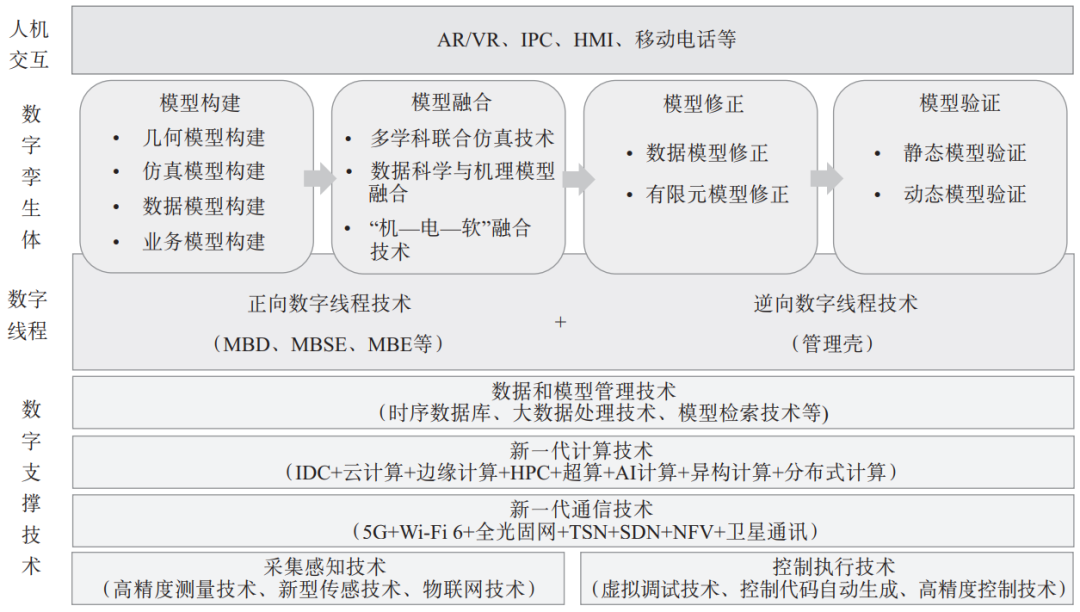 人机
交互
AR/VR、IPC、HMI、移动电话等
数
字
孪
生
体
模型构建
• 几何模型构建
• 仿真模型构建
• 数据模型构建
• 业务模型构建
模型融合
• 多学科联合仿真技术
• 数据科学与机理模型
融合
• “机—电—软”融合
技术
模型修正
• 数据模型修正
• 有限元模型修正
模型验证
• 静态模型验证
• 动态模型验证
数字
线程
正向数字线程技术
（MBD、MBSE、MBE等）
+
逆向数字线程技术
（管理壳）
数
字
支
撑
技
术
数据和模型管理技术
（时序数据库、大数据处理技术、模型检索技术等)
新一代计算技术
（IDC+云计算+边缘计算+HPC+超算+AI计算+异构计算+分布式计算）
新一代通信技术
（5G+Wi-Fi 6+全光固网+TSN+SDN+NFV+卫星通讯）
采集感知技术
（高精度测量技术、新型传感技术、物联网技术）
控制执行技术
（虚拟调试技术、控制代码自动生成、高精度控制技术）